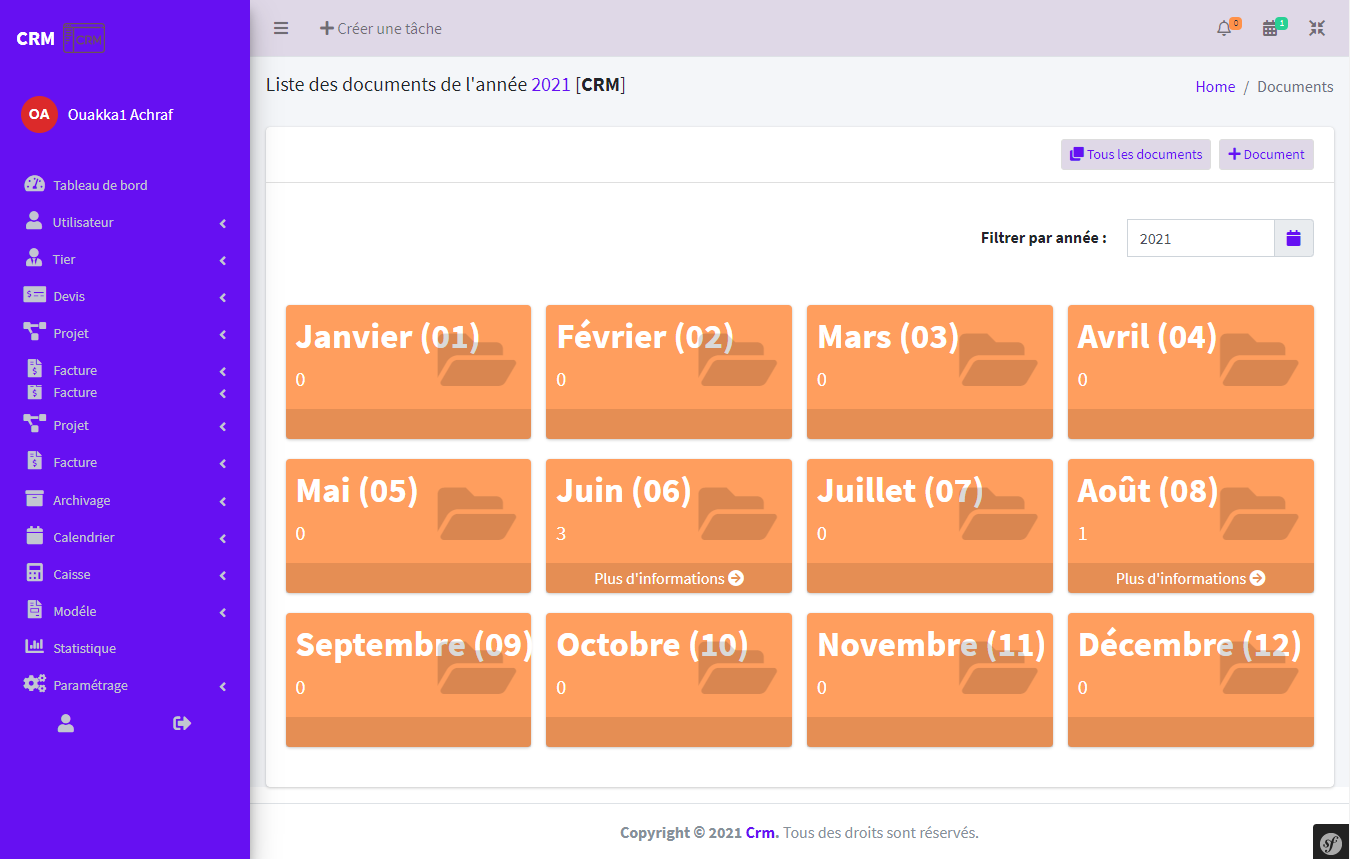 CRM CRM
OA Ouakka1 Achraf
Tableau de bord
Utilisateur
Tier
Devis
Projet
Facture
Facture
Projet
Facture
Archivage
Calendrier
Caisse
Modéle
Statistique
Paramétrage
Créer une tâche
0 1
Liste des documents de l'année 2021 [CRM]
Home / Documents
Tous les documents Document
Filtrer par année : 2021
Janvier (01) Février (02) Mars (03) Avril (04)
0 0 0 0
Mai (05) Juin (06) Juillet (07) Août (08)
0 3 0 1
Plus d'informations Plus d'informations
Septembre (09) Octobre (10) Novembre (11) Décembre (12)
0 0 0 0
Copyright © 2021 Crm. Tous des droits sont réservés.
sf